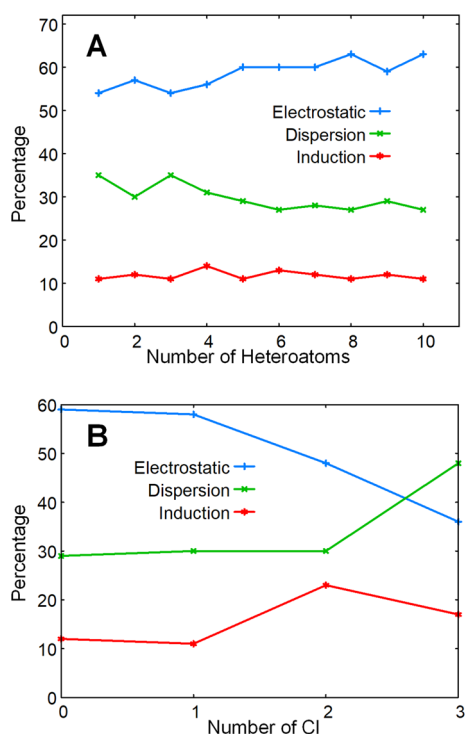 A
70
60
50
40
30
20
10
0
Percentage
Electrostatic
Dispersion
Induction
0 2 4 6 8 10
Number of Heteroatoms
B
60
50
40
30
20
10
0
Percentage
Electrostatic
Dispersion
Induction
0 1 2 3
Number of Cl